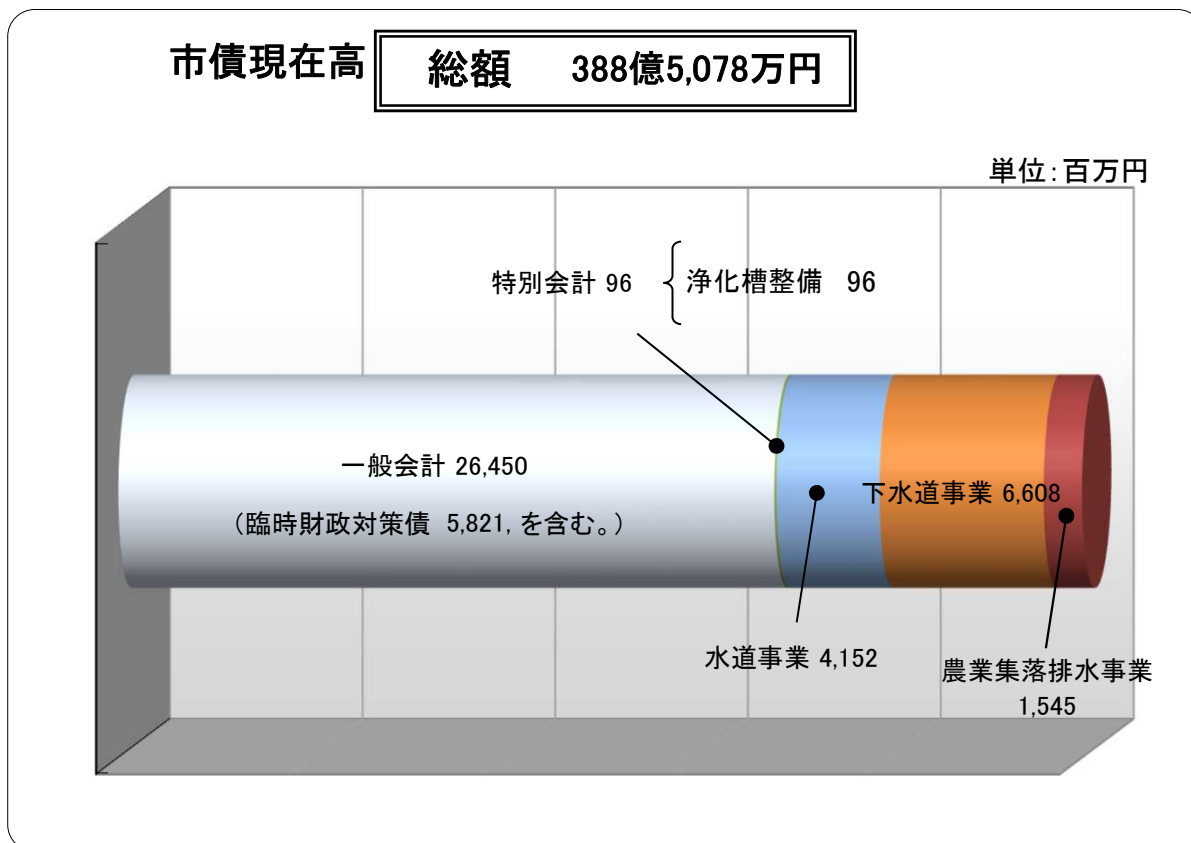 市債現在高
総額 388億5,078万円
単位：百万円
特別会計 96
浄化槽整備 96
一般会計 26,450
（臨時財政対策債 5,821, を含む。）
下水道事業 6,608
水道事業 4,152
農業集落排水事業
1,545